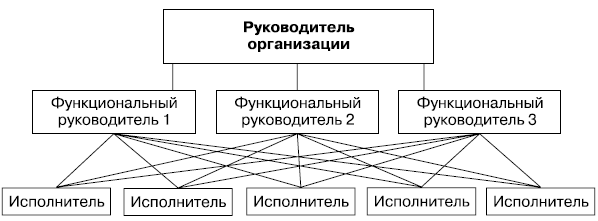 Руководитель
организации
Функциональный
руководитель 1
Функциональный
руководитель 2
Функциональный
руководитель 3
Исполнитель
Исполнитель
Исполнитель
Исполнитель
Исполнитель